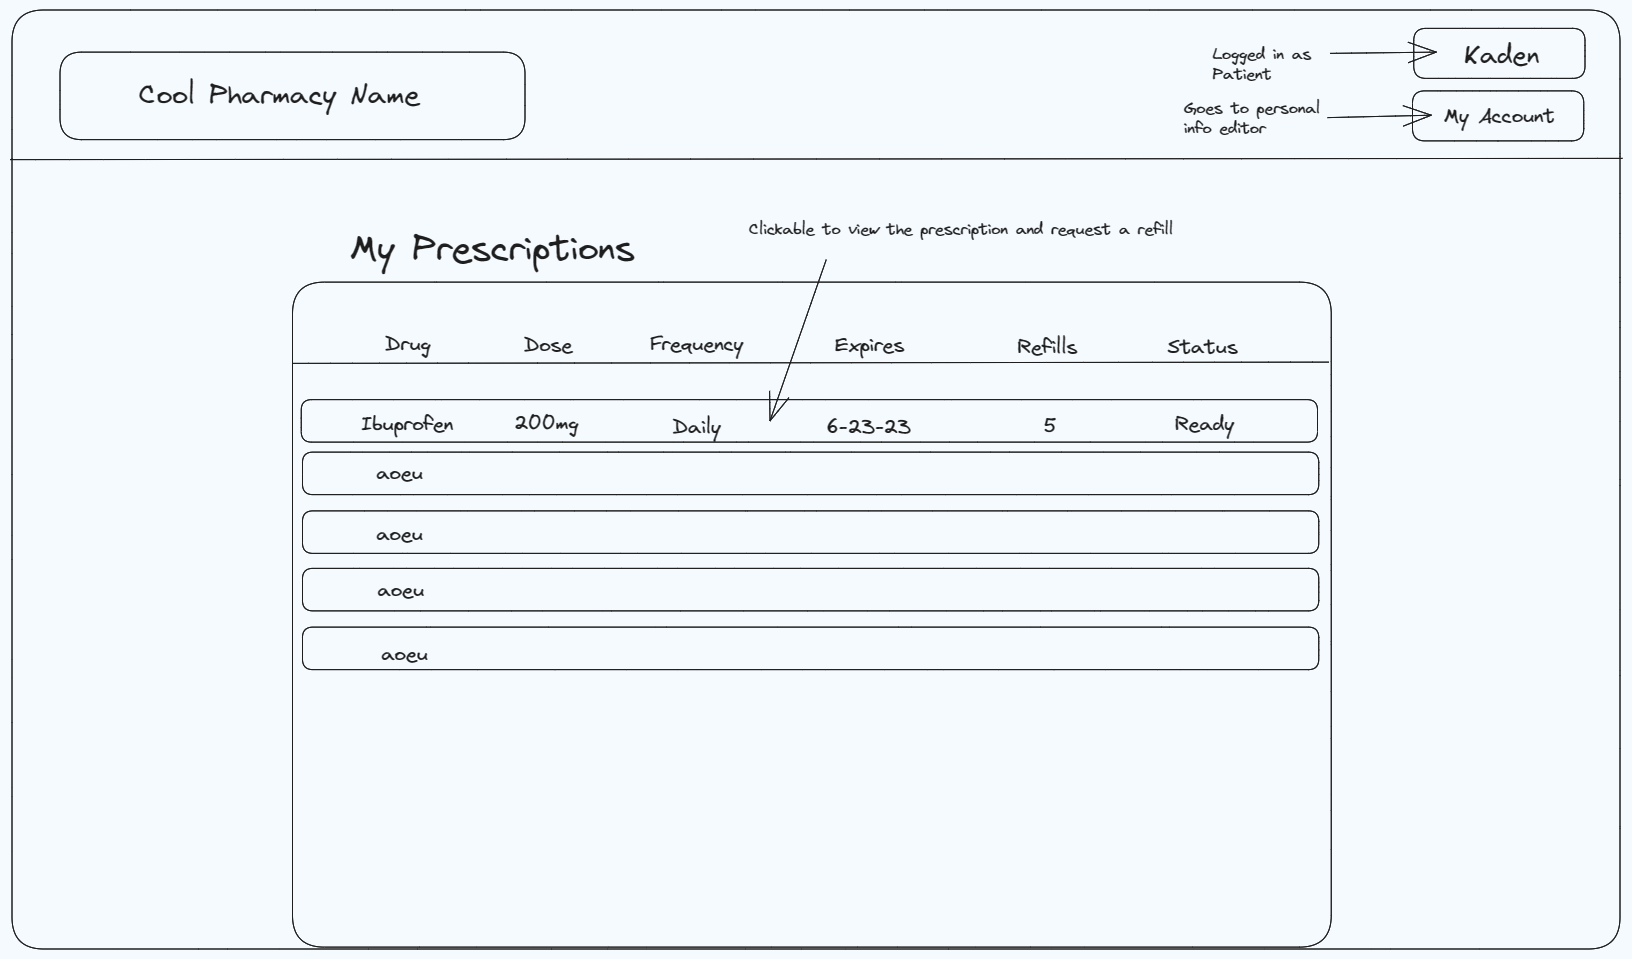 Cool Pharmacy Name
Logged in as
Patient
Kaden
Goes to personal
info editor
My Account
My Prescriptions
Clickable to view the prescription and request a refill
Drug Dose Frequency Expires Refills Status
Ibuprofen 200mg Daily 6-23-23 5 Ready
aoeu
aoeu
aoeu
aoeu